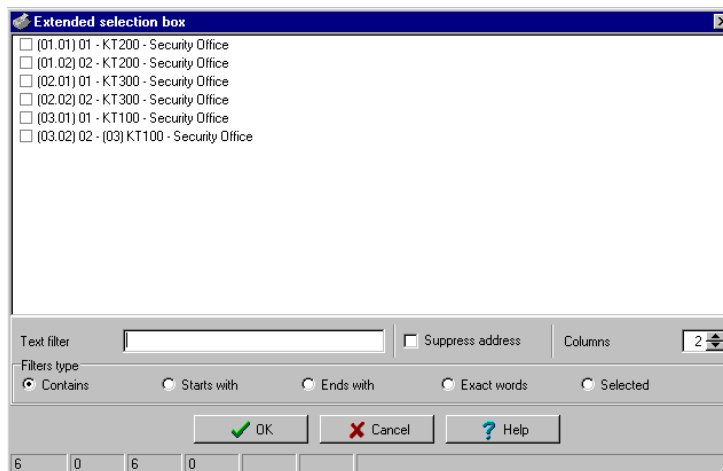 Extended selection box
(01.01) 01 - KT200 - Security Office
(01.02) 02 - KT200 - Security Office
(02.01) 01 - KT300 - Security Office
(02.02) 02 - KT300 - Security Office
(03.01) 01 - KT100 - Security Office
(03.02) 02 - (03) KT100 - Security Office
Text filter Suppress address Columns 2
Filters type
Contains Starts with Ends with Exact words Selected
OK Cancel ? Help
6 0 6 0